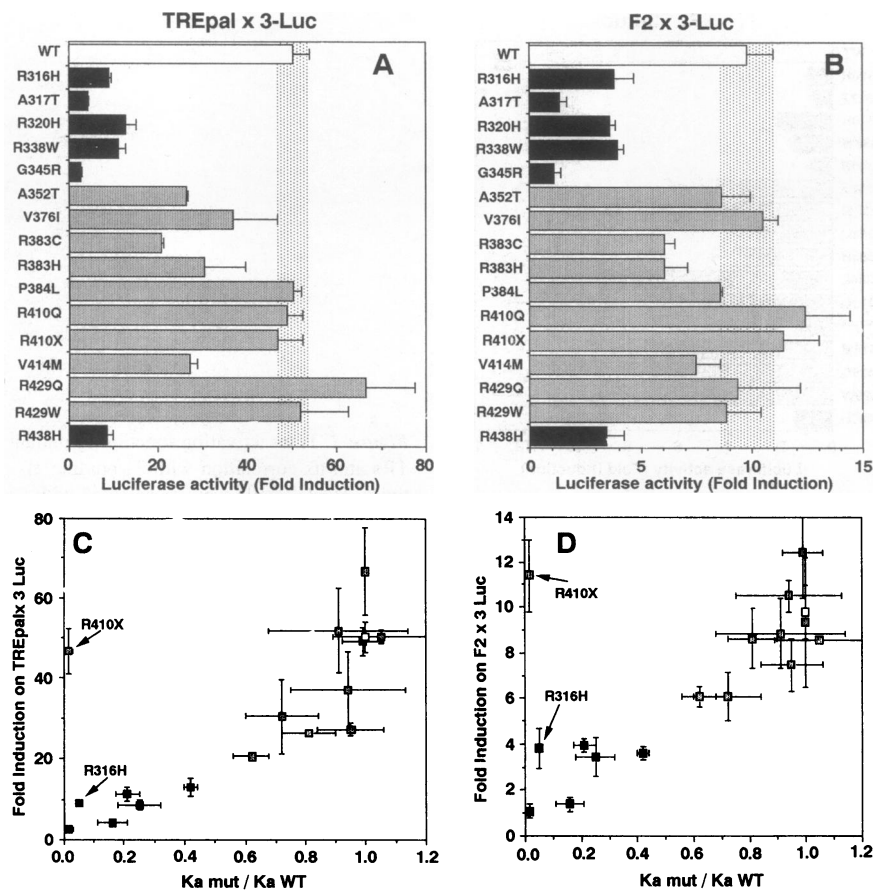 TREpal x 3-Luc
A
WT
R316H
A317T
R320H
R338W
G345R
A352T
V376I
R383C
R383H
P384L
R410Q
R410X
V414M
R429Q
R429W
R438H
0 20 40 60 80
Luciferase activity (Fold Induction)
F2 x 3-Luc
B
WT
R316H
A317T
R320H
R338W
G345R
A352T
V376I
R383C
R383H
P384L
R410Q
R410X
V414M
R429Q
R429W
R438H
0 5 10 15
Luciferase activity (Fold Induction)
C
Fold Induction on TREpalx 3 Luc
80
60
40
20
0
R410X
R316H
0.0 0.2 0.4 0.6 0.8 1.0 1.2
Ka mut / Ka WT
D
Fold Induction on F2 x 3 Luc
14
12
10
8
6
4
2
0
R410X
R316H
0.0 0.2 0.4 0.6 0.8 1.0 1.2
Ka mut / Ka WT